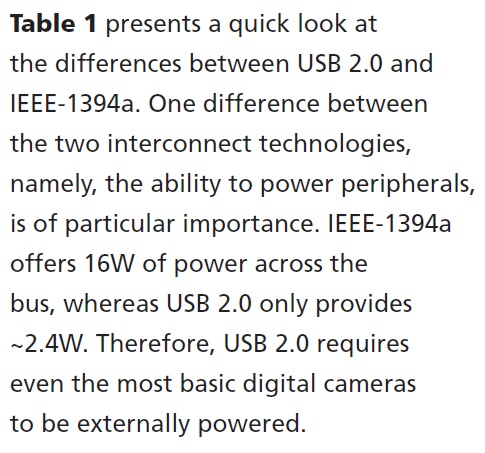 Table 1 presents a quick look at
the differences between USB 2.0 and
IEEE-1394a. One difference between
the two interconnect technologies,
namely, the ability to power peripherals,
is of particular importance. IEEE-1394a
offers 16W of power across the
bus, whereas USB 2.0 only provides
~2.4W. Therefore, USB 2.0 requires
even the most basic digital cameras
to be externally powered.